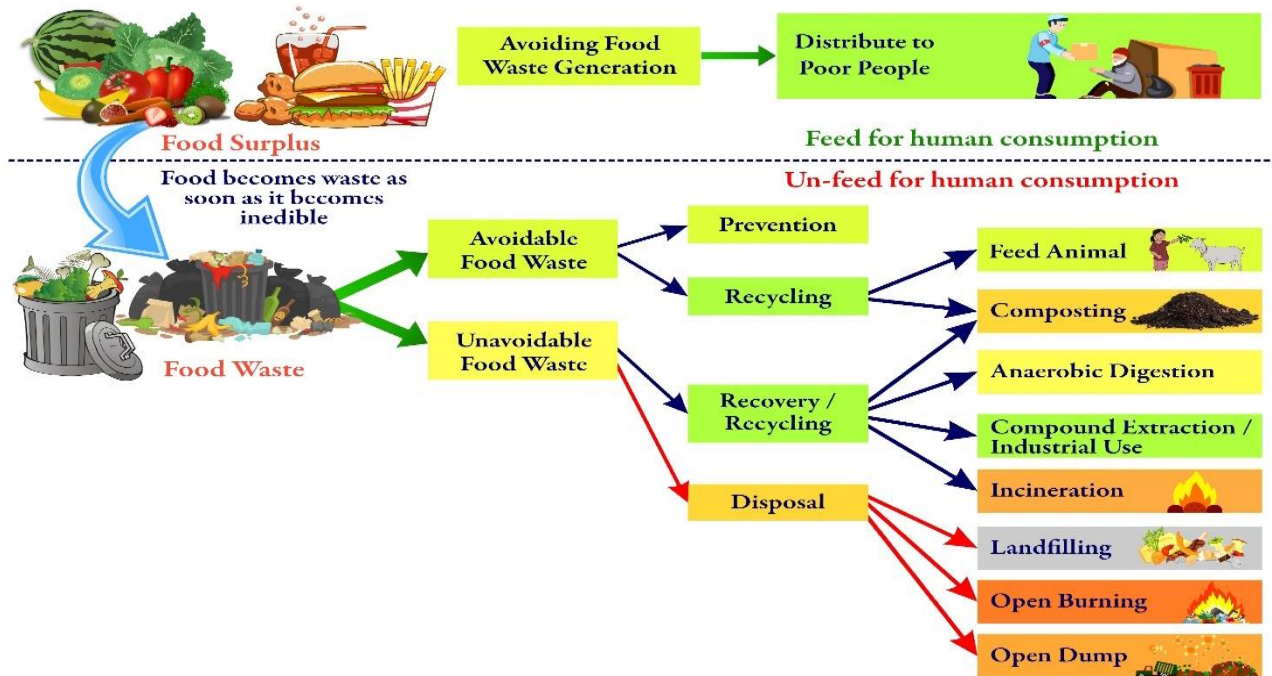 Avoiding Food
Waste Generation
Distribute to
Poor People
Food Surplus
Feed for human consumption
Food becomes waste as
soon as it becomes
inedible
Un-feed for human consumption
Avoidable
Food Waste
Prevention
Feed Animal
Recycling
Composting
Unavoidable
Food Waste
Food Waste
Anaerobic Digestion
Recovery /
Recycling
Compound Extraction /
Industrial Use
Incineration
Disposal
Landfilling
Open Burning
Open Dump